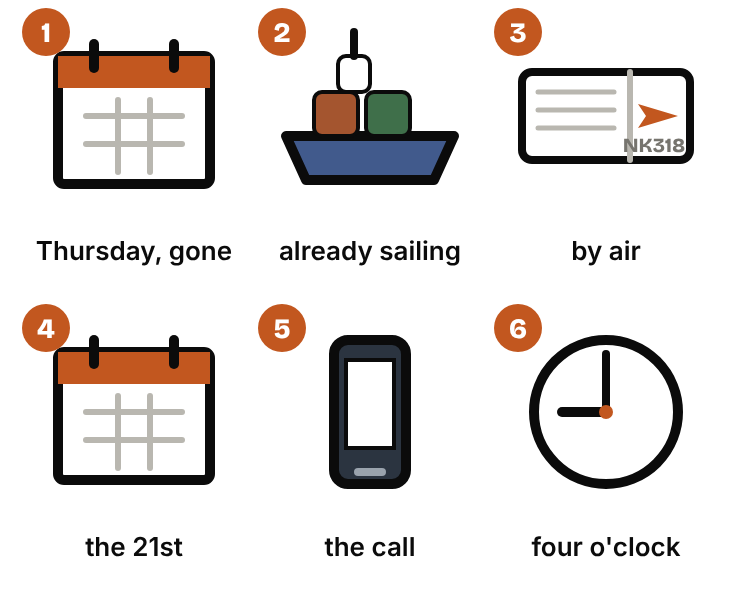 1
2
3
NK318
Thursday, gone
already sailing
by air
4
5
6
the 21st
the call
four o'clock